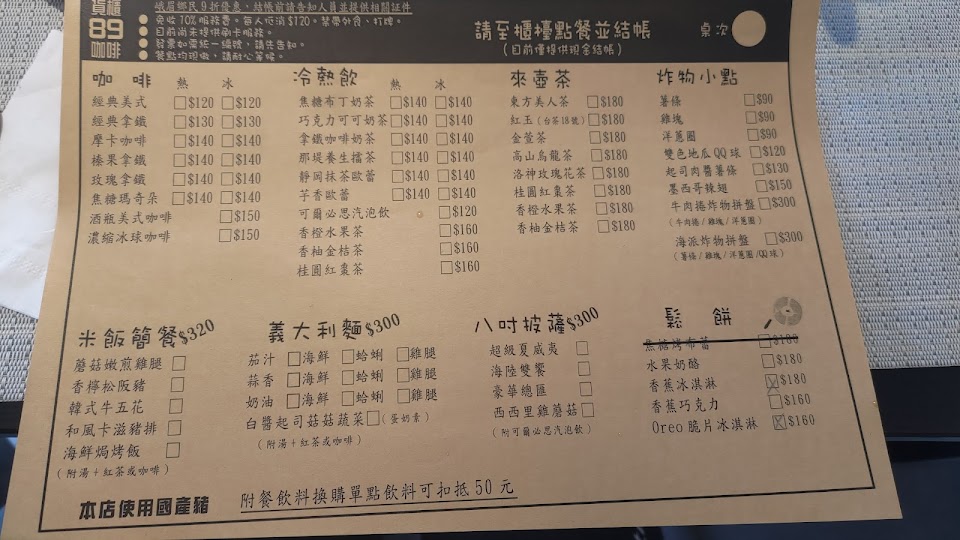 貨櫃
89
咖啡
峨眉鄉民9折優惠,結帳前請告知人員並提供相關証件
● 免收10%服務費。每人低消$120。禁帶外食、打牌。
● 目前尚未提供刷卡服務。
● 發票如需統一編號,請先告知。
● 餐點均現做,請耐心等候。
請至櫃檯點餐並結帳
(目前僅提供現金結帳)
桌次
咖啡 熱 冰
經典美式 □$120 □$120
經典拿鐵 □$130 □$130
摩卡咖啡 □$140 □$140
榛果拿鐵 □$140 □$140
玫瑰拿鐵 □$140 □$140
焦糖瑪奇朵 □$140 □$140
酒瓶美式咖啡 □$150
濃縮冰球咖啡 □$150
冷熱飲 熱 冰
焦糖布丁奶茶 □$140 □$140
巧克力可可奶茶 □$140 □$140
拿鐵咖啡奶茶 □$140 □$140
那堤養生擂茶 □$140 □$140
靜岡抹茶歐蕾 □$140 □$140
芋香歐蕾 □$140 □$140
可爾必思汽泡飲 □$120
香橙水果茶 □$160
香柚金桔茶 □$160
桂圓紅棗茶 □$160
來壺茶
東方美人茶 □$180
紅玉(台茶18號) □$180
金萱茶 □$180
高山烏龍茶 □$180
洛神玫瑰花茶 □$180
桂圓紅棗茶 □$180
香橙水果茶 □$180
香柚金桔茶 □$180
炸物小點
薯條 □$90
雞塊 □$90
洋蔥圈 □$90
雙色地瓜QQ球 □$120
起司肉醬薯條 □$130
墨西哥辣翅 □$150
牛肉捲炸物拼盤 □$300
(牛肉捲/雞塊/洋蔥圈)
海派炸物拼盤 □$300
(薯條/雞塊/洋蔥圈/QQ球)
米飯簡餐$320
蘑菇嫩煎雞腿 □
香檸松阪豬 □
韓式牛五花 □
和風卡滋豬排 □
海鮮焗烤飯 □
(附湯+紅茶或咖啡)
義大利麵$300
茄汁 □海鮮 □蛤蜊 □雞腿
蒜香 □海鮮 □蛤蜊 □雞腿
奶油 □海鮮 □蛤蜊 □雞腿
白醬起司菇菇蔬菜□(蛋奶素)
(附湯+紅茶或咖啡)
八吋披薩$300
超級夏威夷 □
海陸雙饗 □
豪華總匯 □
西西里雞蘑菇 □
(附可爾必思汽泡飲)
鬆餅
焦糖烤布蕾 □$180
水果奶酪 □$180
香蕉冰淇淋 ☒$180
香蕉巧克力 □$160
Oreo脆片冰淇淋 ☒$160
本店使用國產豬
附餐飲料換購單點飲料可扣抵50元